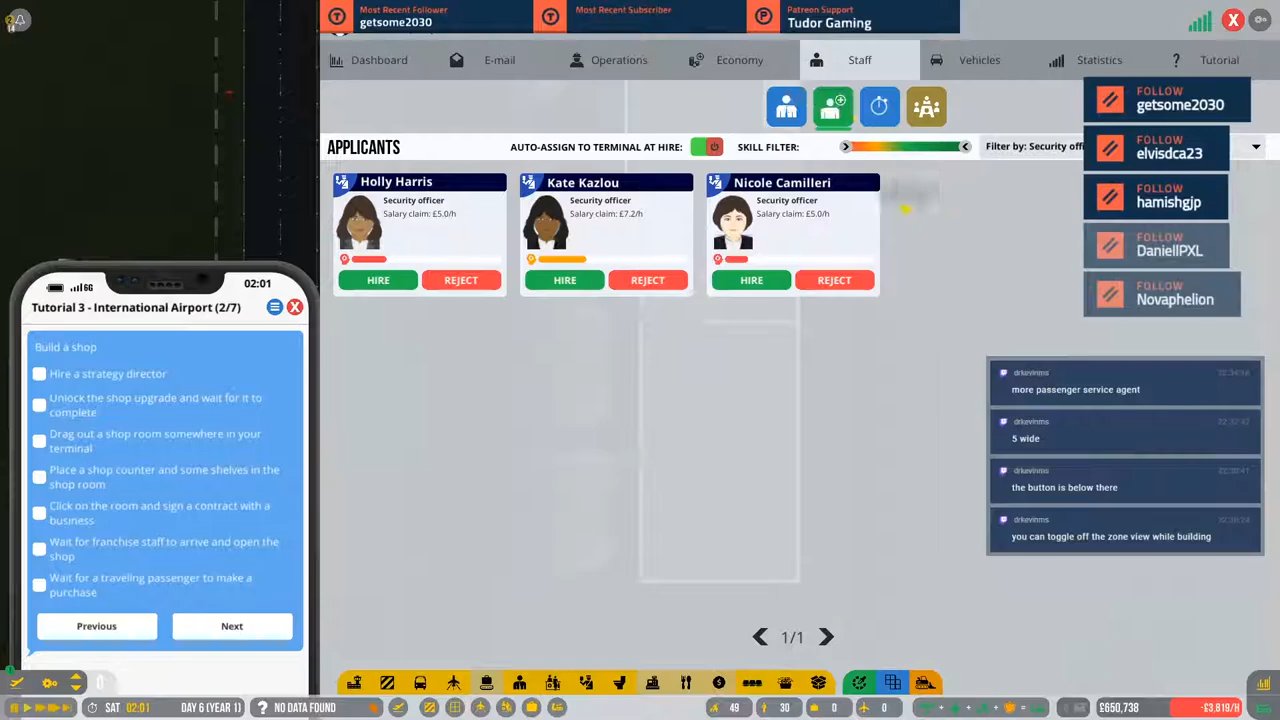 Most Recent Follower
getsome2030
Most Recent Subscriber
Patreon Support
Tudor Gaming
Dashboard
E-mail
Operations
Economy
Staff
Vehicles
Statistics
Tutorial
APPLICANTS
AUTO-ASSIGN TO TERMINAL AT HIRE:
SKILL FILTER:
Filter by: Security offi
FOLLOW
getsome2030
FOLLOW
elvisdca23
FOLLOW
hamishgjp
FOLLOW
DaniellPXL
FOLLOW
Novaphelion
Holly Harris
Security officer
Salary claim: £5.0/h
HIRE
REJECT
Kate Kazlou
Security officer
Salary claim: £7.2/h
HIRE
REJECT
Nicole Camilleri
Security officer
Salary claim: £5.0/h
HIRE
REJECT
6G
02:01
Tutorial 3 - International Airport (2/7)
Build a shop
Hire a strategy director
Unlock the shop upgrade and wait for it to
complete
Drag out a shop room somewhere in your
terminal
Place a shop counter and some shelves in the
shop room
Click on the room and sign a contract with a
business
Wait for franchise staff to arrive and open the
shop
Wait for a traveling passenger to make a
purchase
Previous
Next
drkevinms
more passenger service agent
drkevinms
5 wide
drkevinms
the button is below there
drkevinms
you can toggle off the zone view while building
1/1
SAT 02:01
DAY 6 (YEAR 1)
NO DATA FOUND
49
30
0
0
£650,738
-£3,819/H